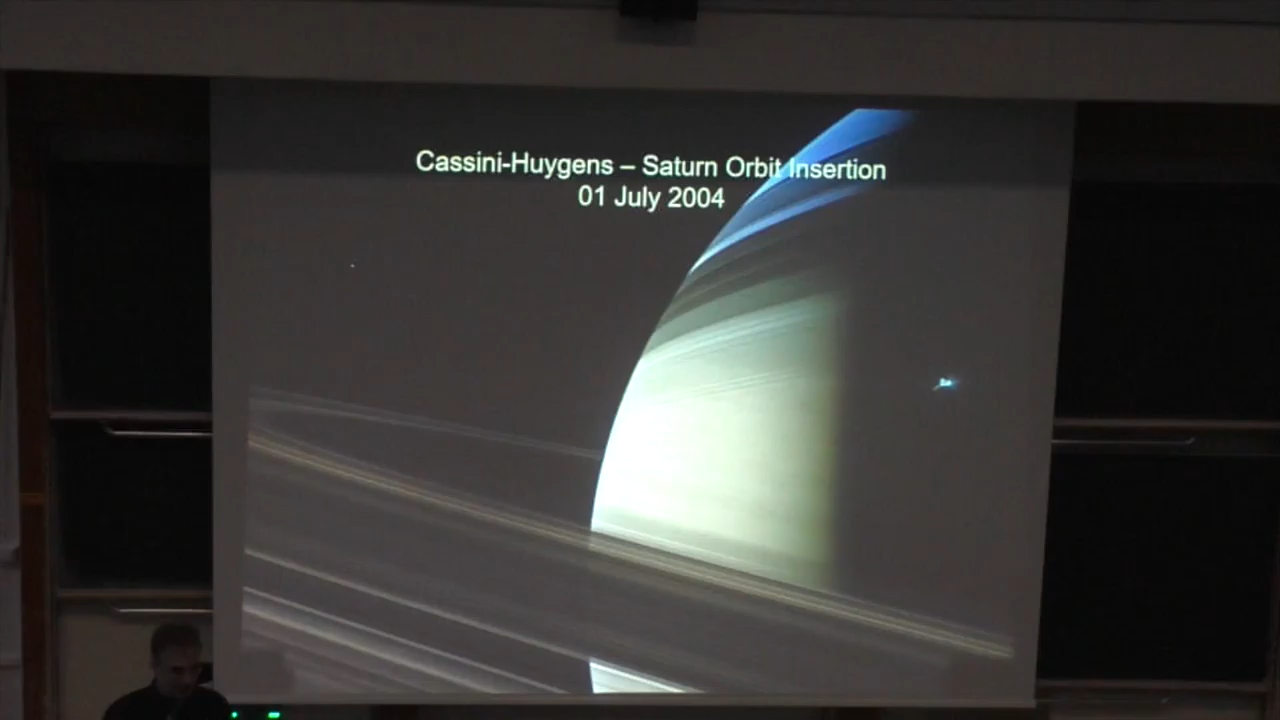 Cassini-Huygens – Saturn Orbit Insertion
01 July 2004